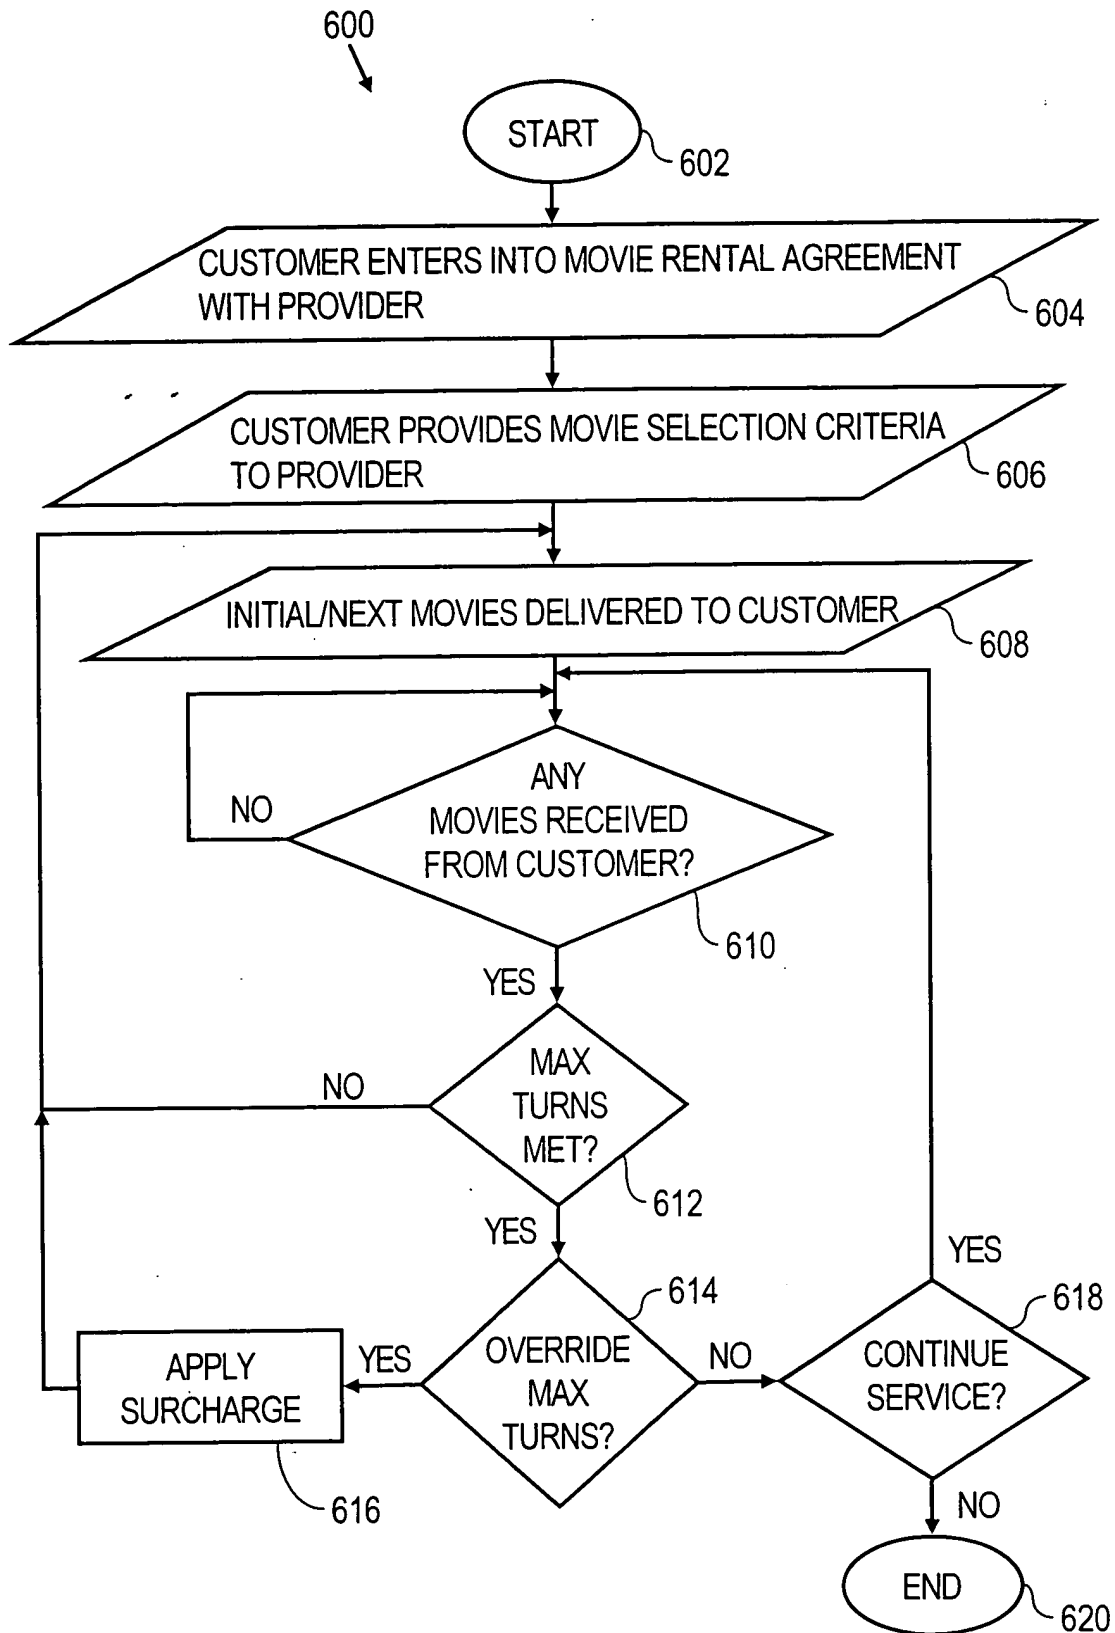 600
START
602
CUSTOMER ENTERS INTO MOVIE RENTAL AGREEMENT
WITH PROVIDER
604
CUSTOMER PROVIDES MOVIE SELECTION CRITERIA
TO PROVIDER
606
INITIAL/NEXT MOVIES DELIVERED TO CUSTOMER
608
ANY
MOVIES RECEIVED
FROM CUSTOMER?
NO
610
YES
MAX
TURNS
MET?
NO
612
YES
614
OVERRIDE
MAX
TURNS?
YES
NO
APPLY
SURCHARGE
616
YES
618
CONTINUE
SERVICE?
NO
END
620